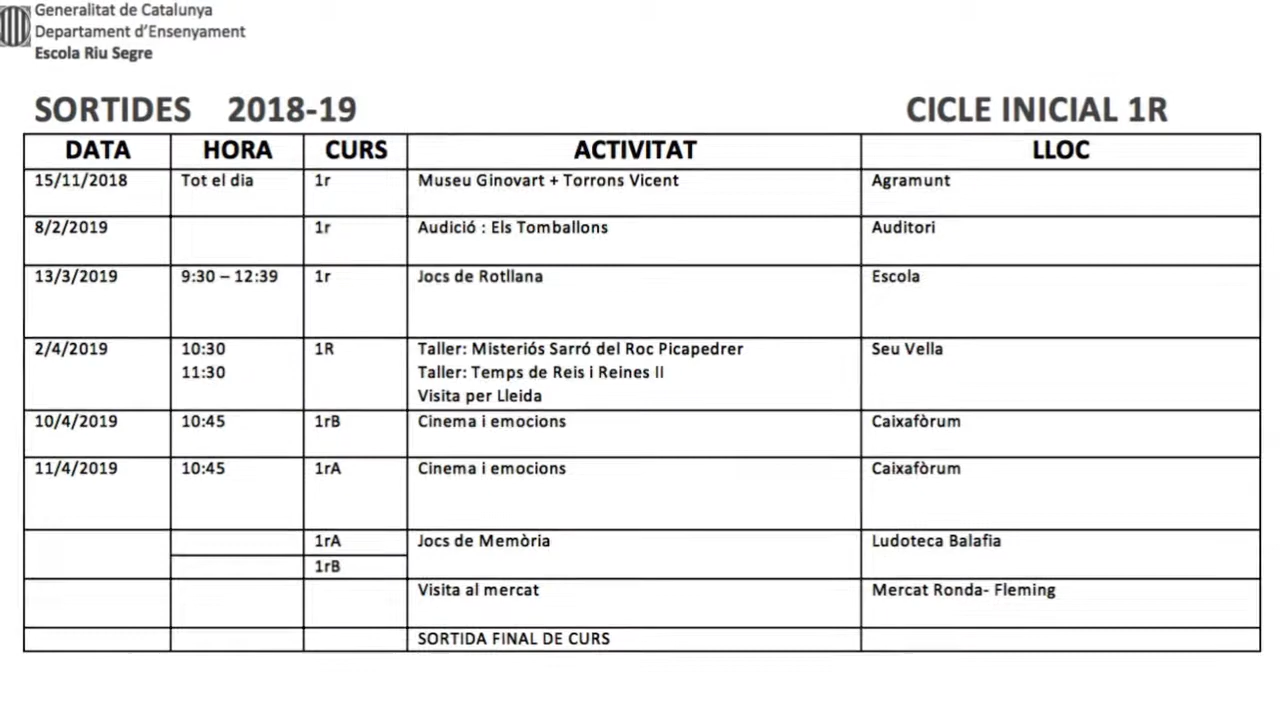 Generalitat de Catalunya
Departament d’Ensenyament
Escola Riu Segre
SORTIDES 2018-19 CICLE INICIAL 1R
DATA HORA CURS ACTIVITAT LLOC
15/11/2018 Tot el dia 1r Museu Ginovart + Torrons Vicent Agramunt
8/2/2019 1r Audició : Els Tomballons Auditori
13/3/2019 9:30 – 12:39 1r Jocs de Rotllana Escola
2/4/2019 10:30 1R Taller: Misteriós Sarró del Roc Picapedrer Seu Vella
11:30 Taller: Temps de Reis i Reines II
Visita per Lleida
10/4/2019 10:45 1rB Cinema i emocions Caixafòrum
11/4/2019 10:45 1rA Cinema i emocions Caixafòrum
1rA Jocs de Memòria Ludoteca Balafia
1rB
Visita al mercat Mercat Ronda- Fleming
SORTIDA FINAL DE CURS